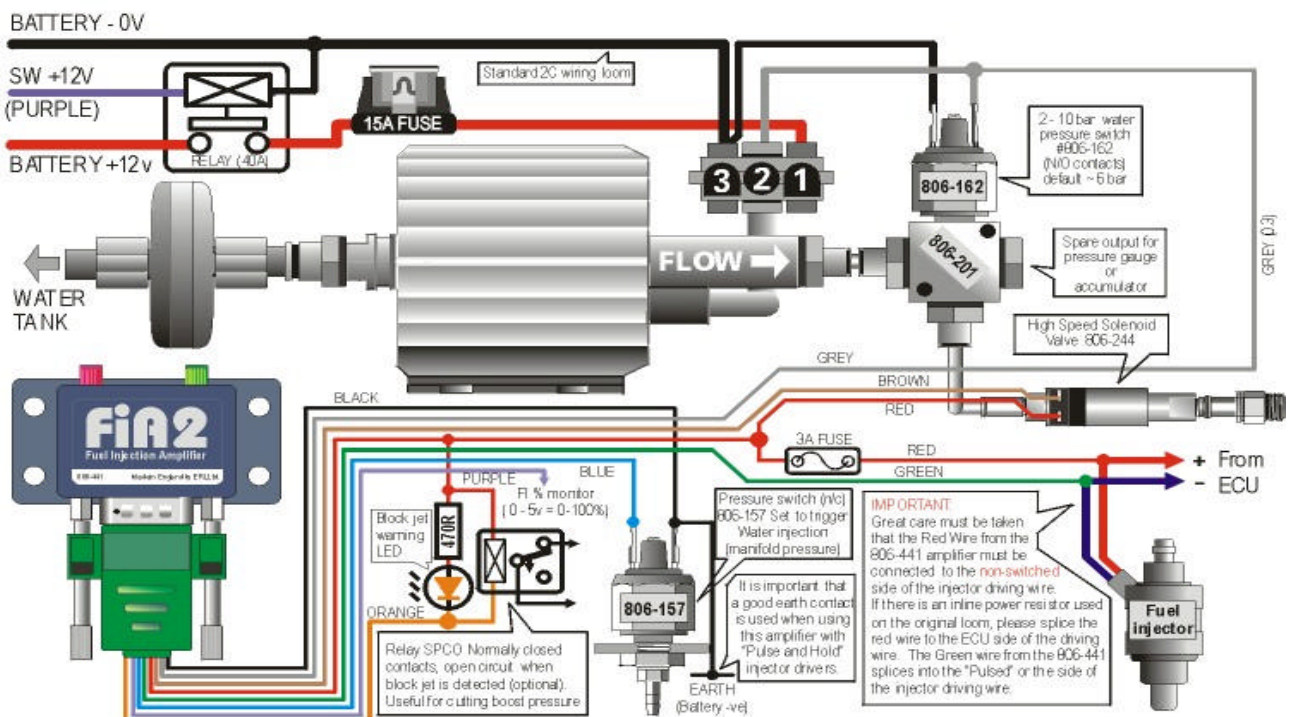 BATTERY - 0V
SW +12V
(PURPLE)
BATTERY +12v
RELAY (40A)
15A FUSE
Standard 2C wiring loom
3 2 1
2 - 10 bar water
pressure switch
#806-162
(N/O contacts)
default ~ 6 bar
806-162
806-201
GREY (0.3)
Spare output for
pressure gauge
or
accumulator
FLOW
WATER
TANK
High Speed Solenoid
Valve 806-244
GREY
BROWN
RED
BLACK
FiA2
Fuel Injection Amplifier
3A FUSE
RED
GREEN
+ From
- ECU
PURPLE
BLUE
FI % monitor
( 0 - 5v = 0-100%)
Block jet
warning
LED
470R
ORANGE
Relay SPCO Normally closed
contacts, open circuit when
block jet is detected (optional).
Useful for cutting boost pressure
806-157
Pressure switch (n/c)
806-157 Set to trigger
Water injection
(manifold pressure)
It is important that
a good earth contact
is used when using
this amplifier with
"Pulse and Hold"
injector drivers.
EARTH
(Battery -ve)
IMPORTANT
Great care must be taken
that the Red Wire from the
806-441 amplifier must be
connected to the non-switched
side of the injector driving wire.
If there is an inline power resistor used
on the original loom, please splice the
red wire to the ECU side of the driving
wire. The Green wire from the 806-441
splices into the "Pulsed" or the side of
the injector driving wire.
Fuel
injector